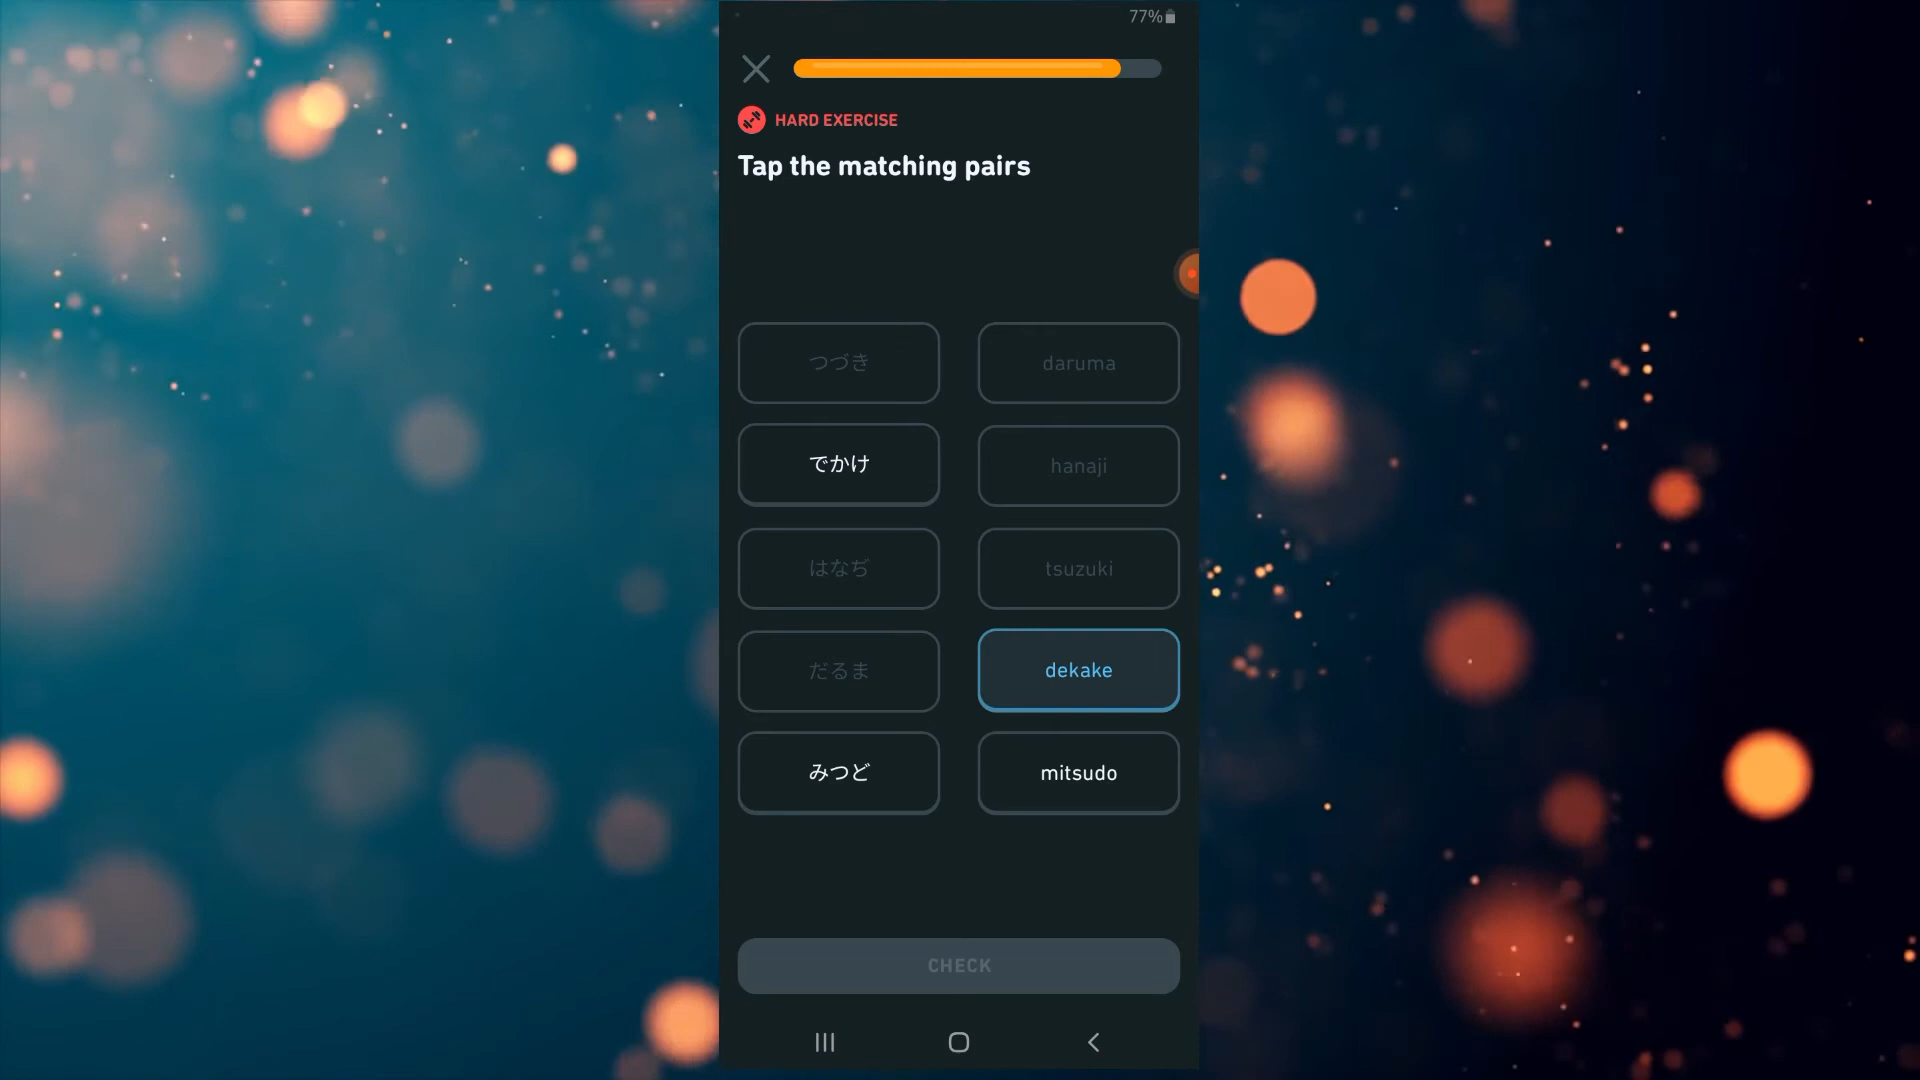 77%
HARD EXERCISE
Tap the matching pairs
つづき daruma
でかけ hanaji
はなぢ tsuzuki
だるま dekake
みつど mitsudo
CHECK